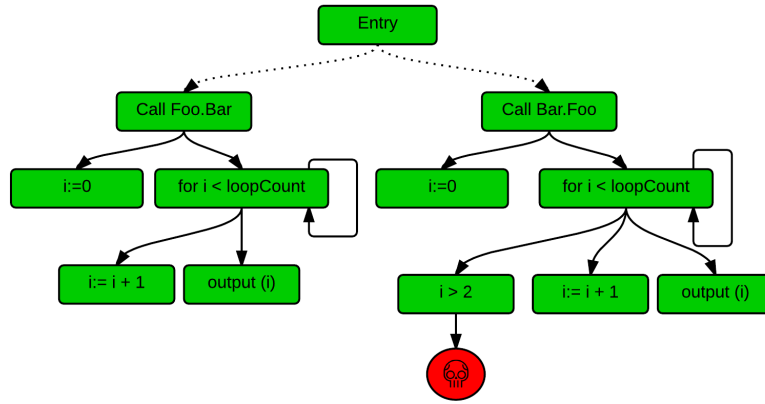 Entry
Call Foo.Bar
Call Bar.Foo
i:=0
for i < loopCount
i:=0
for i < loopCount
i:= i + 1
output (i)
i > 2
i:= i + 1
output (i)